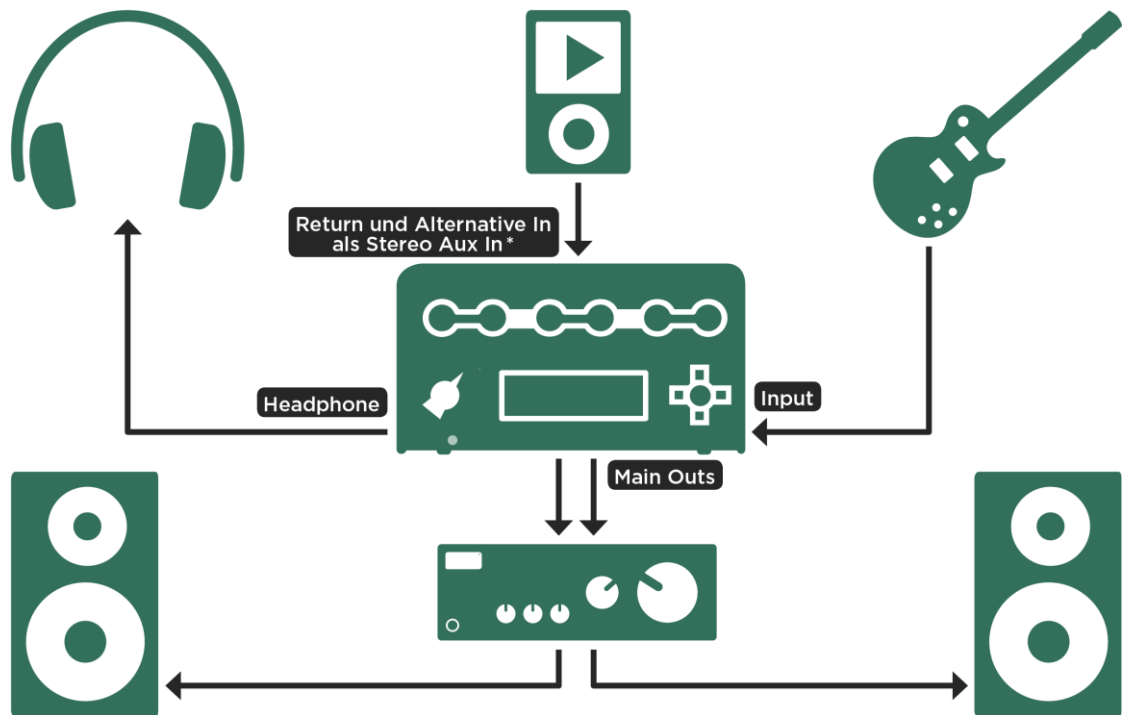 Return und Alternative In
als Stereo Aux In*
Headphone
Input
Main Outs